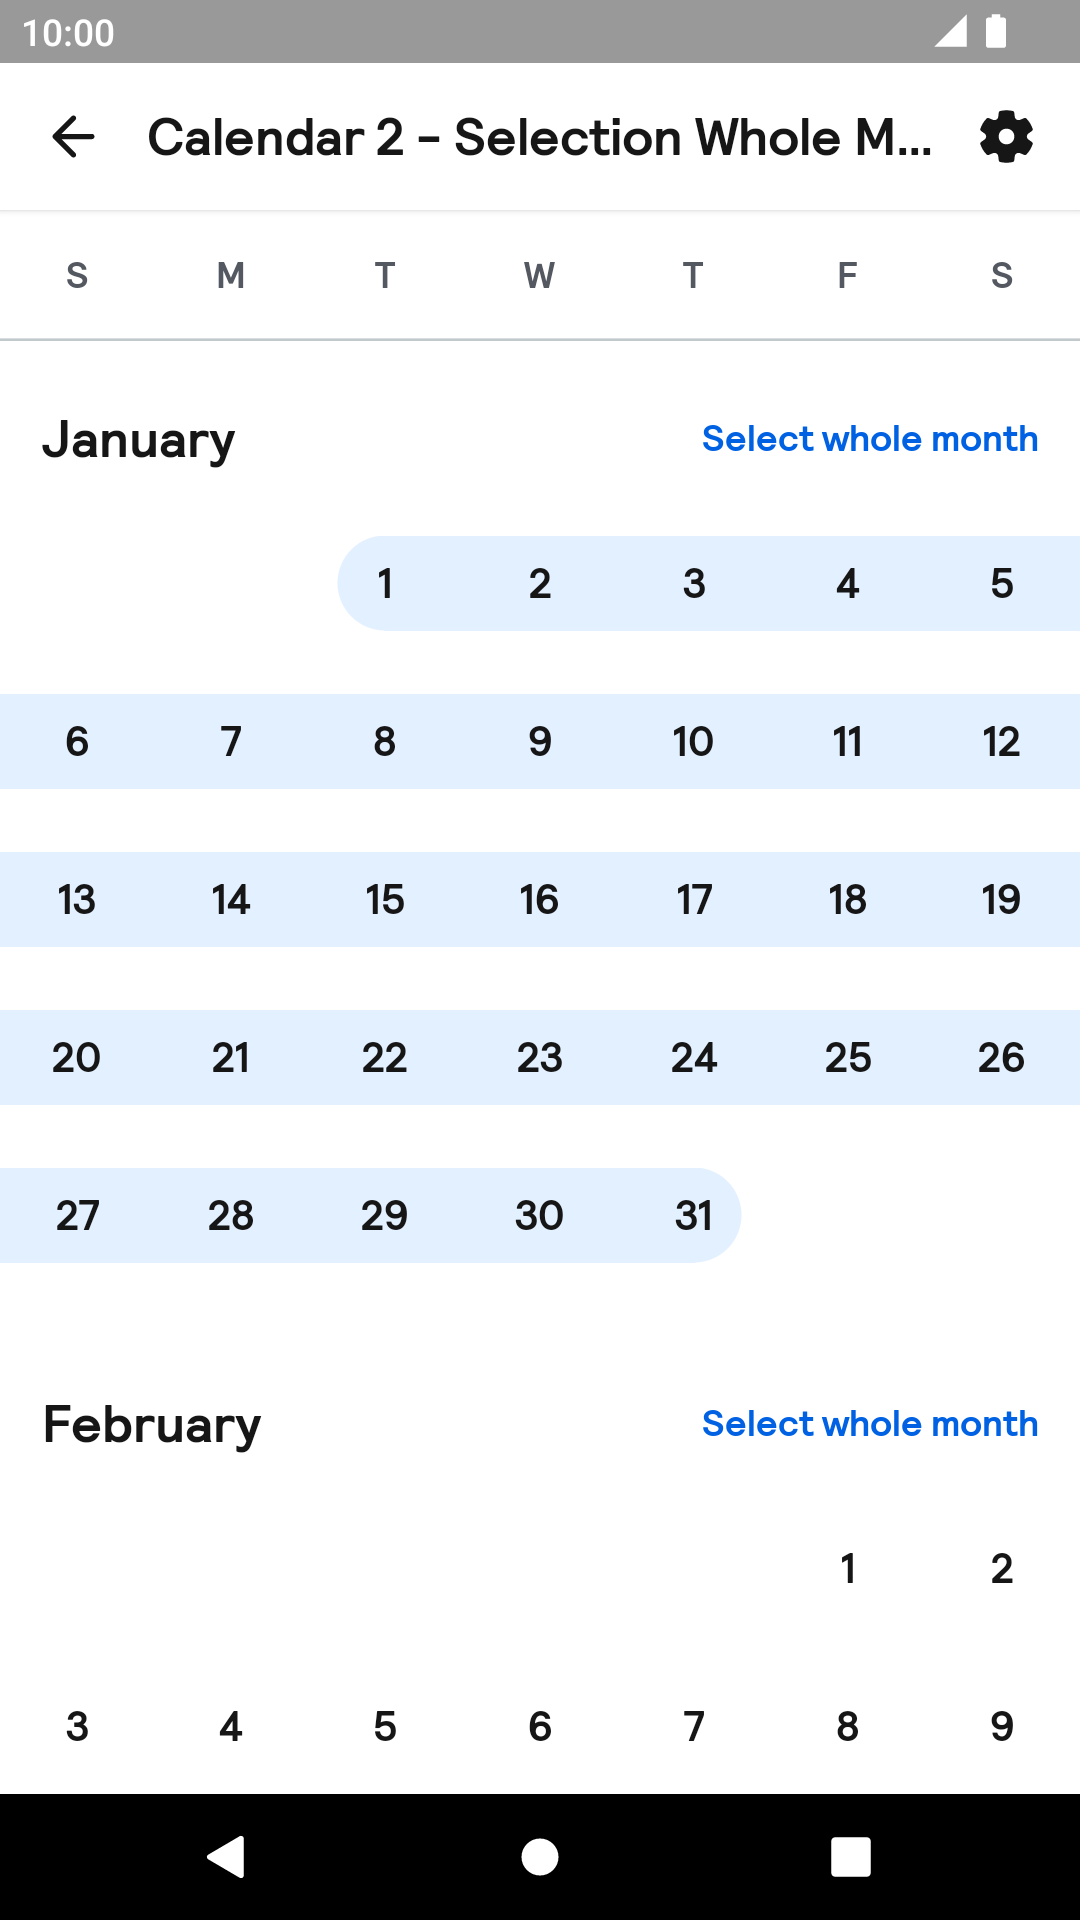 10:00
Calendar 2 – Selection Whole M...
S M T W T F S
January Select whole month
1 2 3 4 5
6 7 8 9 10 11 12
13 14 15 16 17 18 19
20 21 22 23 24 25 26
27 28 29 30 31
February Select whole month
1 2
3 4 5 6 7 8 9